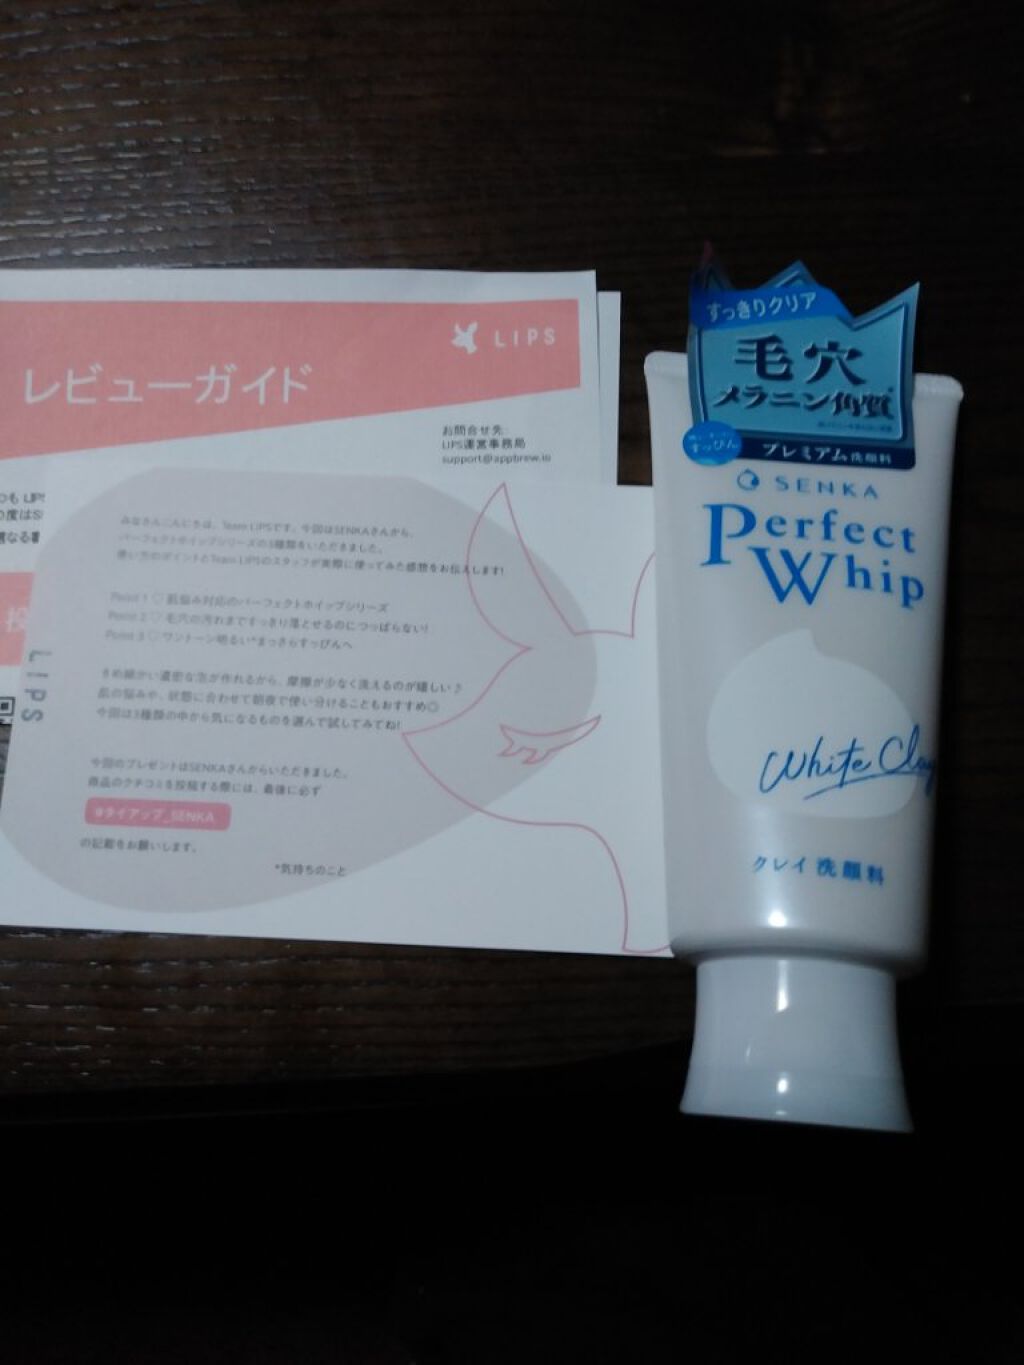 LIPS
レビューガイド
お問合せ先:
LIPS運営事務局
support@appbrew.io
みなさんこんにちは、Team LIPSです。今回はSENKAさんから、
パーフェクトホイップシリーズの3種類をいただきました。
使い方のポイントとTeam LIPSのスタッフが実際に使ってみた感想をお伝えします!
Point 1 ♡ 肌悩み対応のパーフェクトホイップシリーズ
Point 2 ♡ 毛穴の汚れまですっきり落とせるのにつっぱらない!
Point 3 ♡ ワントーン明るい*まっさらすっぴんへ
きめ細かい濃密な泡が作れるから、摩擦が少なく洗えるのが嬉しい♪
肌の悩みや、状態に合わせて朝夜で使い分けることもおすすめ◎
今回は3種類の中から気になるものを選んで試してみてね!
今回のプレゼントはSENKAさんからいただきました。
商品のクチコミを投稿する際には、最後に必ず
#タイアップ_SENKA
の記載をお願いします。
*気持ちのこと
LIPS
すっきりクリア
毛穴
メラニン角質
すっぴん
プレミアム洗顔料
SENKA
Perfect
Whip
White Clay
クレイ洗顔料